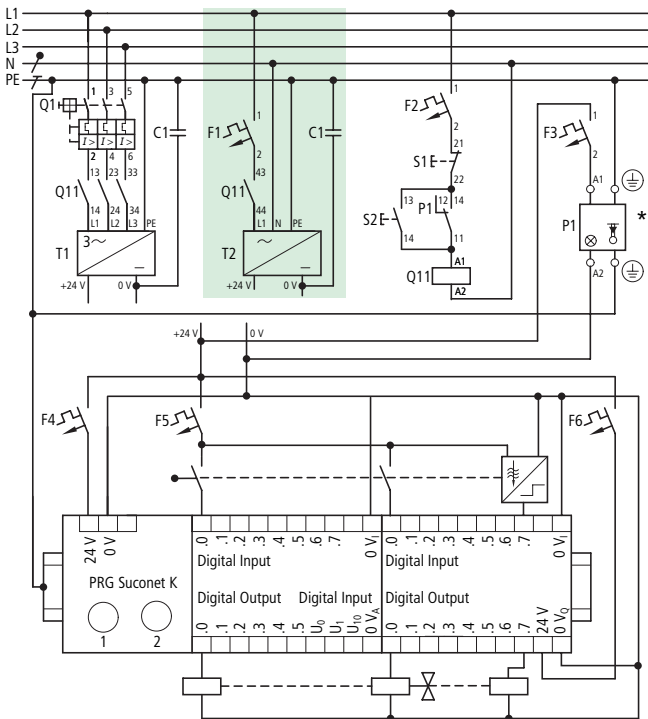 L1
L2
L3
N
PE
1 3 5
Q1
I> I> I>
2 4 6
13 23 33
Q11
14 24 34
L1 L2 L3 PE
3~
T1
+24 V 0 V
C1
1
F1
2
43
Q11
44
L1 N PE
~
T2
+24 V 0 V
C1
1
F2
2
21
S1E
22
13
S2E
14
12 14
P1
11
A1
Q11
A2
1
F3
2
A1
P1
*
A2
+24 V 0 V
F4
F5
F6
24 V
0 V
PRG Suconet K
1 2
.0 .1 .2 .3 .4 .5 .6 .7 0 VI
Digital Input
Digital Output Digital Input
.0 .1 .2 .3 .4 .5 U0 U1 U10 0 VA
.0 .1 .2 .3 .4 .5 .6 .7 0 VI
Digital Input
Digital Output
.0 .1 .2 .3 .4 .5 .6 .7 24 V 0 VQ